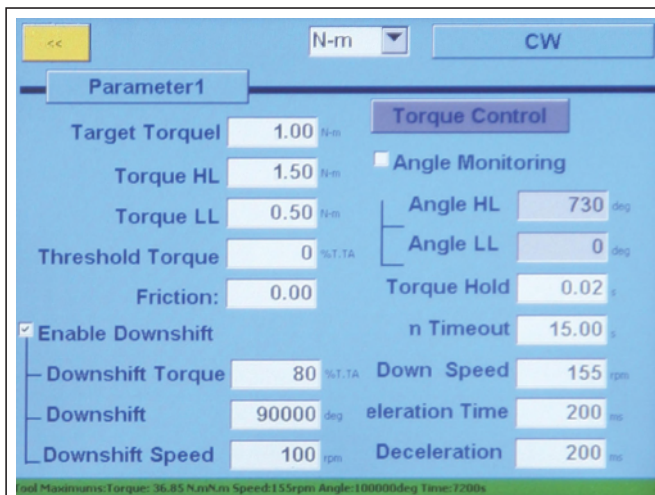 <<
N-m
CW
Parameter1
Torque Control
Target Torquel 1.00 N-m
Torque HL 1.50 N-m
Torque LL 0.50 N-m
Threshold Torque 0 %T.TA
Friction: 0.00
Enable Downshift
Downshift Torque 80 %T.TA
Downshift 90000 deg
Downshift Speed 100 rpm
Angle Monitoring
Angle HL 730 deg
Angle LL 0 deg
Torque Hold 0.02 s
n Timeout 15.00 s
Down Speed 155 rpm
eleration Time 200 ms
Deceleration 200 ms
Tool Maximums:Torque: 36.85 N.mN.m Speed:155rpm Angle:100000deg Time:7200s